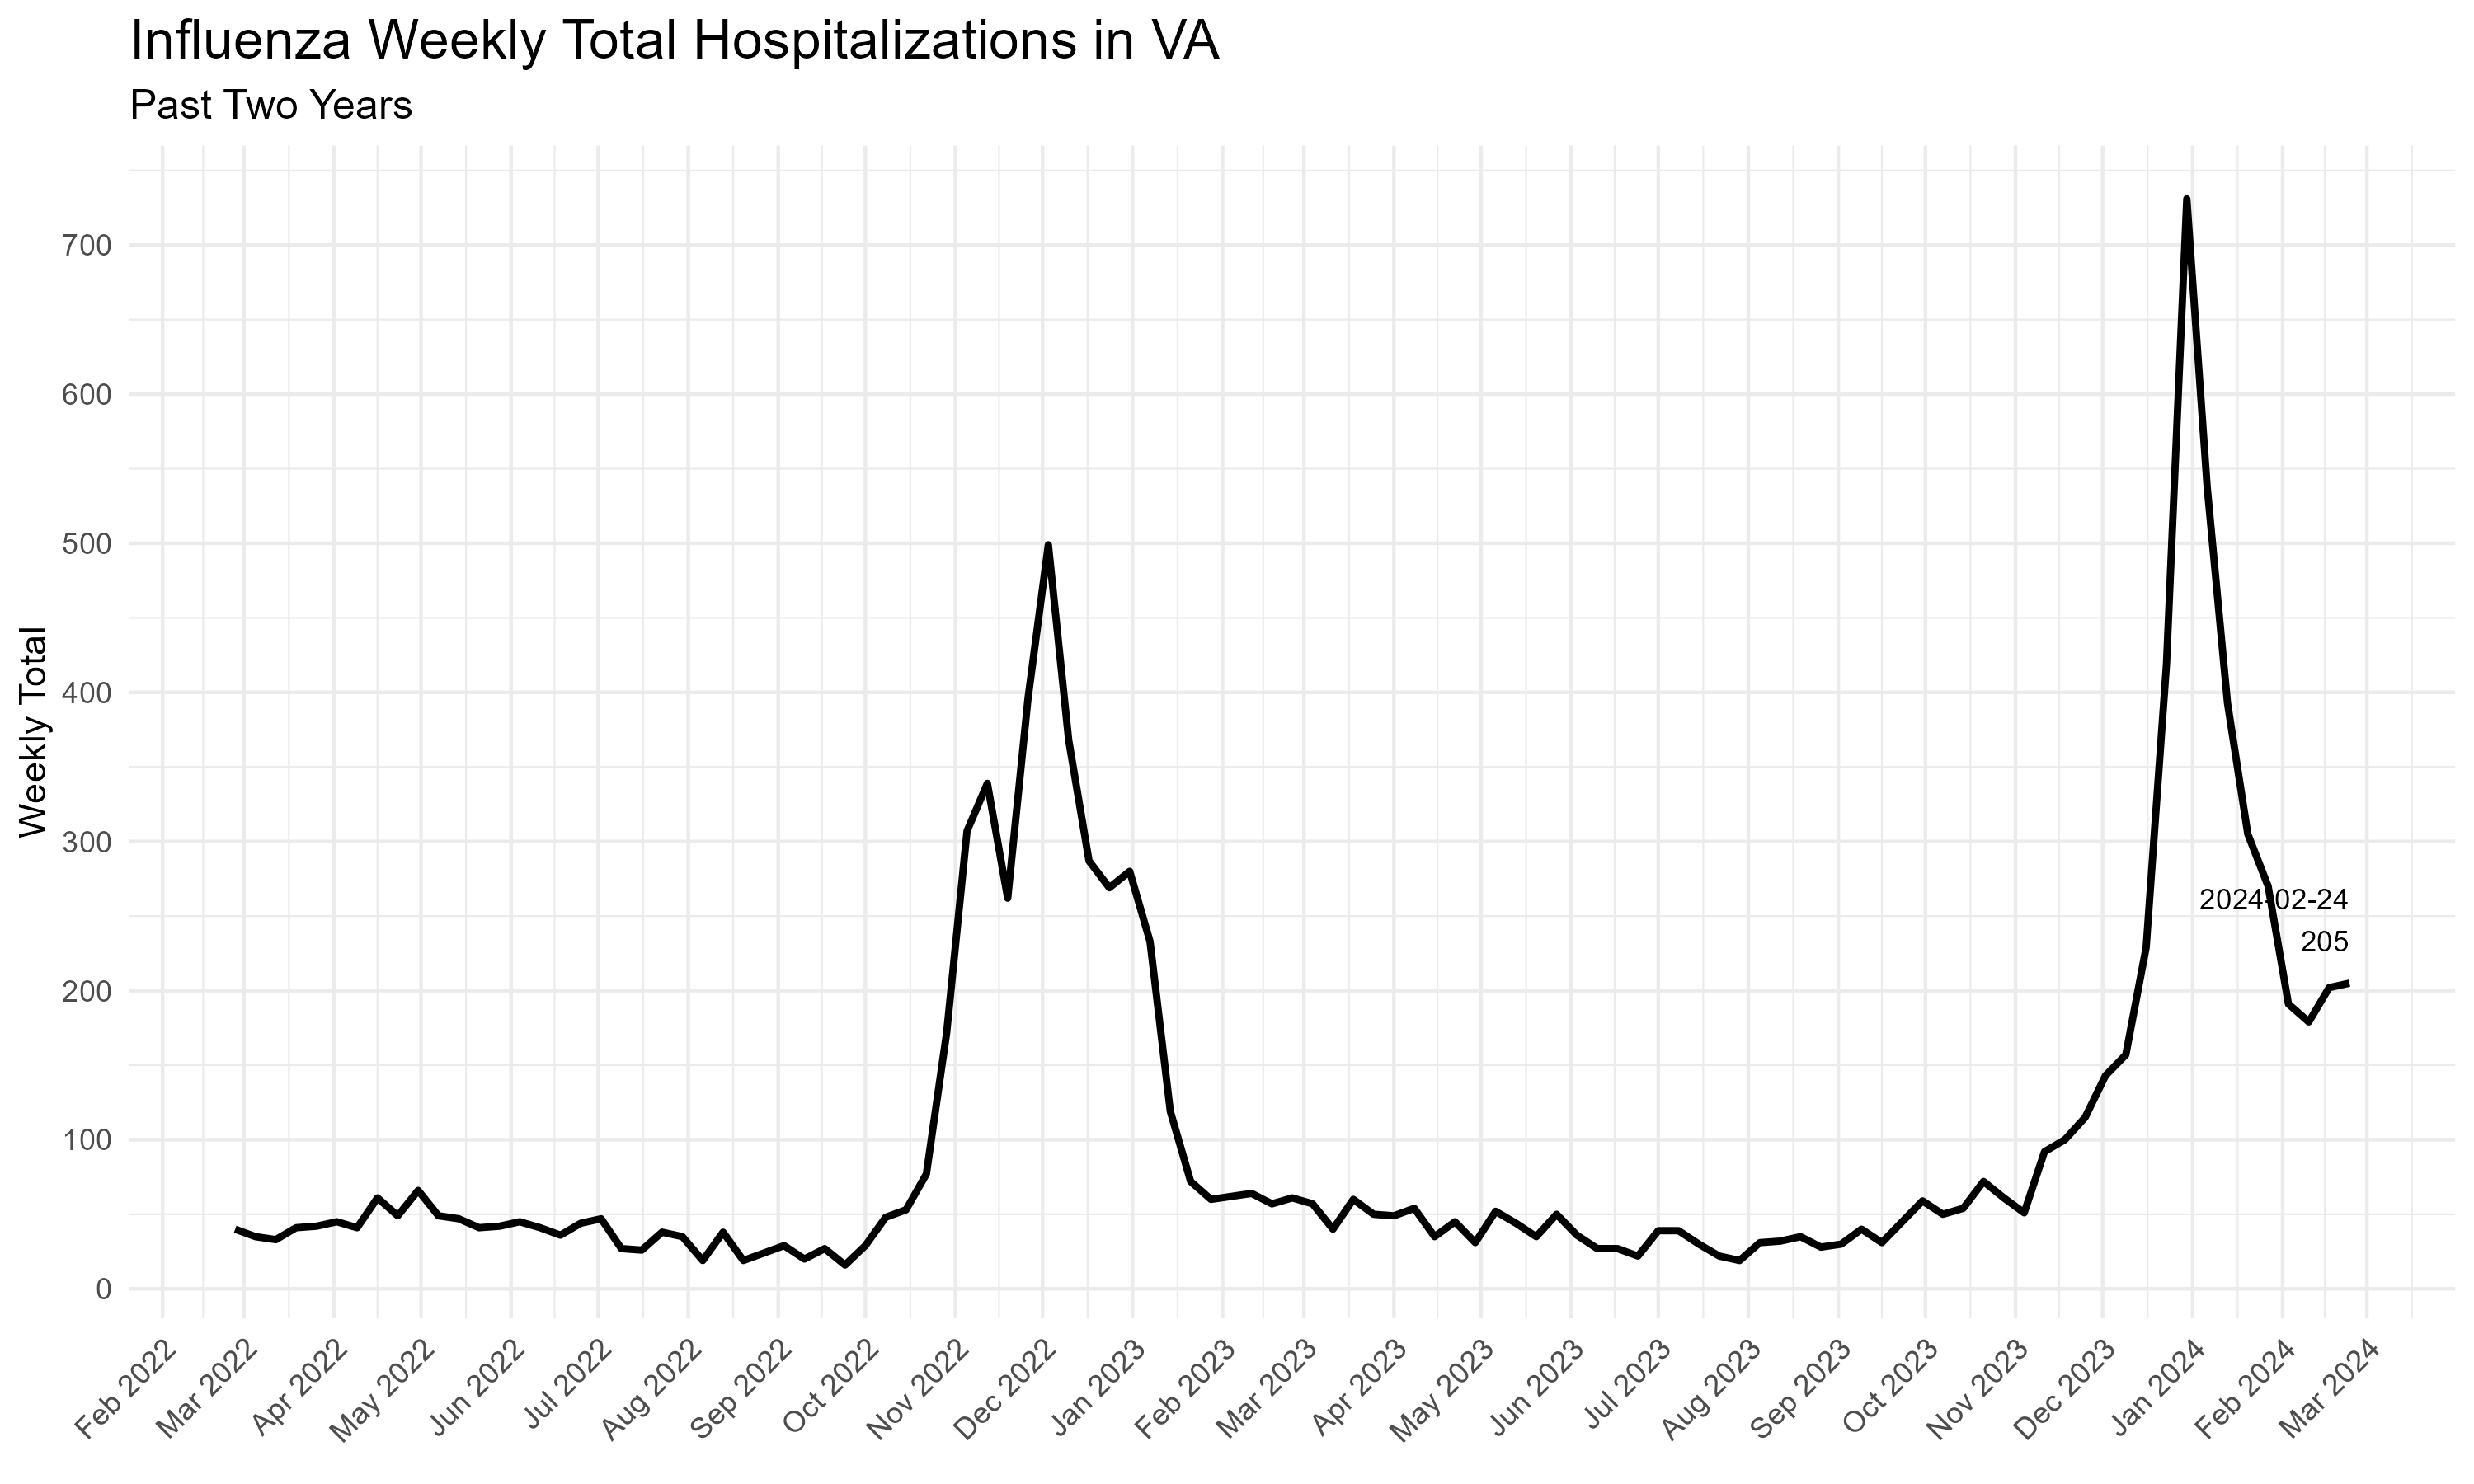 Influenza Weekly Total Hospitalizations in VA
Past Two Years
Weekly Total
700
600
500
400
300
200
100
0
2024-02-24
205
Feb 2022
Mar 2022
Apr 2022
May 2022
Jun 2022
Jul 2022
Aug 2022
Sep 2022
Oct 2022
Nov 2022
Dec 2022
Jan 2023
Feb 2023
Mar 2023
Apr 2023
May 2023
Jun 2023
Jul 2023
Aug 2023
Sep 2023
Oct 2023
Nov 2023
Dec 2023
Jan 2024
Feb 2024
Mar 2024